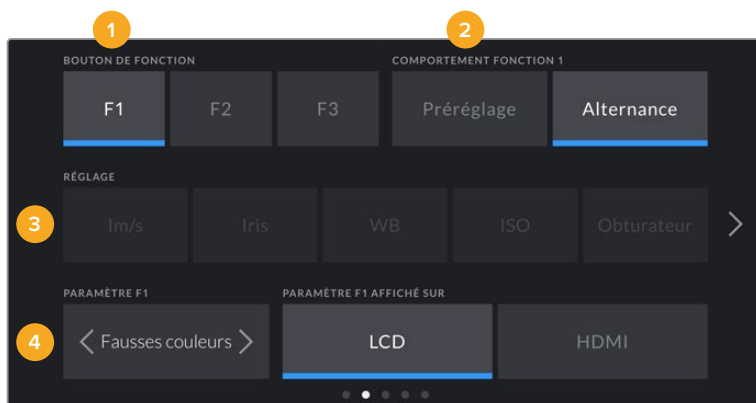 1 2
BOUTON DE FONCTION COMPORTEMENT FONCTION 1
F1 F2 F3 Préréglage Alternance
RÉGLAGE
3 Im/s Iris WB ISO Obturateur
PARAMÈTRE F1 PARAMÈTRE F1 AFFICHÉ SUR
4 Fausses couleurs LCD HDMI